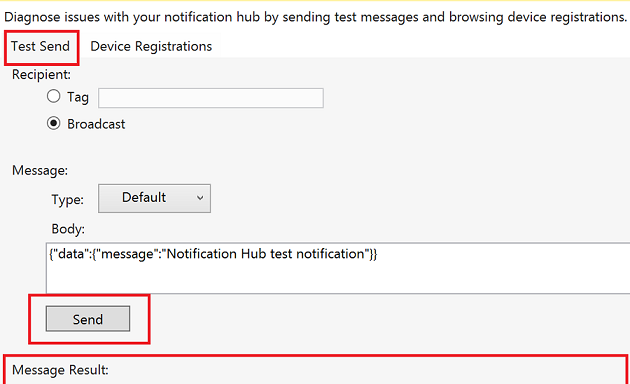 Diagnose issues with your notification hub by sending test messages and browsing device registrations.
Test Send Device Registrations
Recipient:
Tag
Broadcast
Message:
Type: Default
Body:
{"data":{"message":"Notification Hub test notification"}}
Send
Message Result: